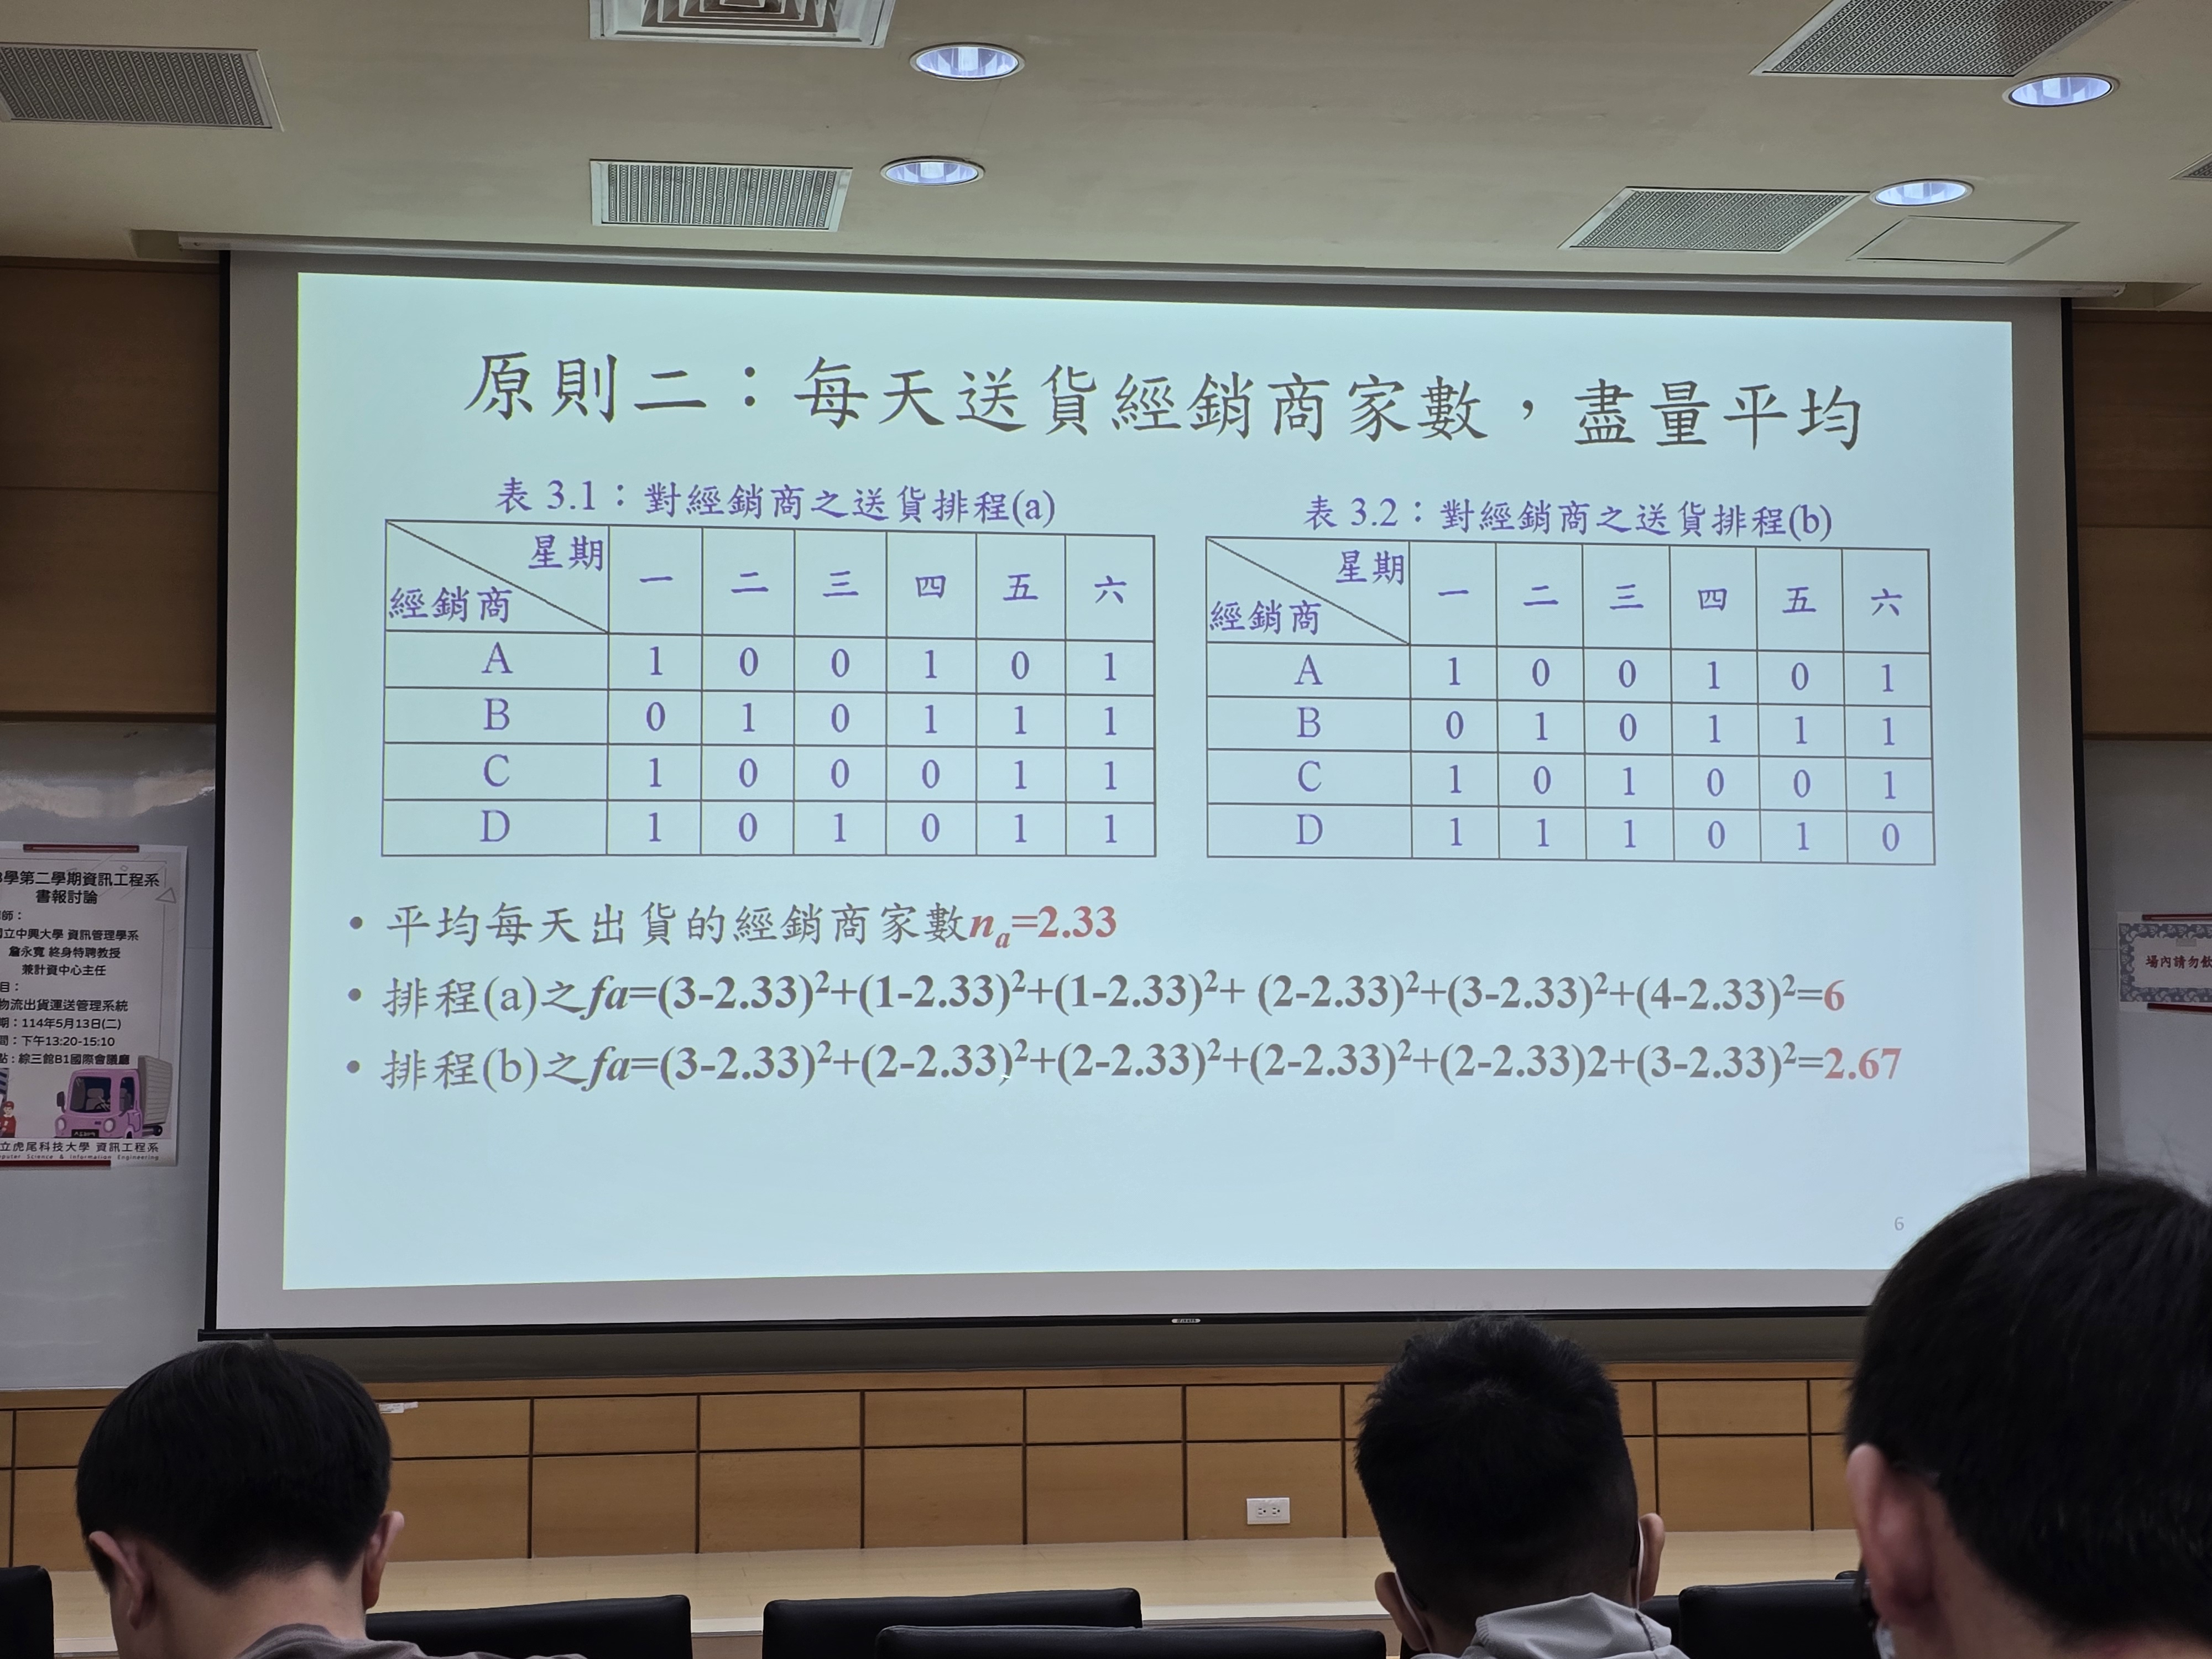 原則二：每天送貨經銷商家數，盡量平均
表 3.1：對經銷商之送貨排程(a)
星期 一 二 三 四 五 六
經銷商
A 1 0 0 1 0 1
B 0 1 0 1 1 1
C 1 0 0 0 1 1
D 1 0 1 0 1 1
表 3.2：對經銷商之送貨排程(b)
星期 一 二 三 四 五 六
經銷商
A 1 0 0 1 0 1
B 0 1 0 1 1 1
C 1 0 1 0 0 1
D 1 1 1 0 1 0
• 平均每天出貨的經銷商家數na=2.33
• 排程(a)之fa=(3-2.33)²+(1-2.33)²+(1-2.33)²+ (2-2.33)²+(3-2.33)²+(4-2.33)²=6
• 排程(b)之fa=(3-2.33)²+(2-2.33)²+(2-2.33)²+(2-2.33)²+(2-2.33)2+(3-2.33)²=2.67
6
學第二學期資訊工程系
書報討論
師：
立中興大學 資訊管理學系
詹永寬 終身特聘教授
兼計資中心主任
目：
物流出貨運送管理系統
期：114年5月13日(二)
間：下午13:20-15:10
點：綜三館B1國際會議廳
立虎尾科技大學 資訊工程系
Science & Information Engineering
場內請勿飲